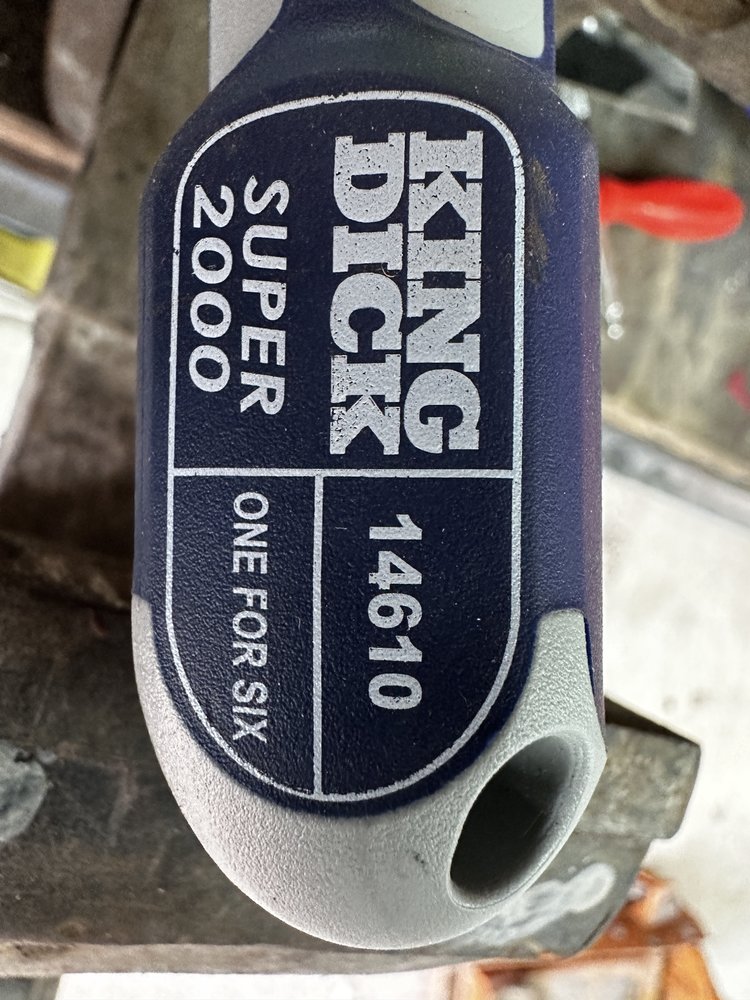 KING
DICK
SUPER
2000
14610
ONE FOR SIX